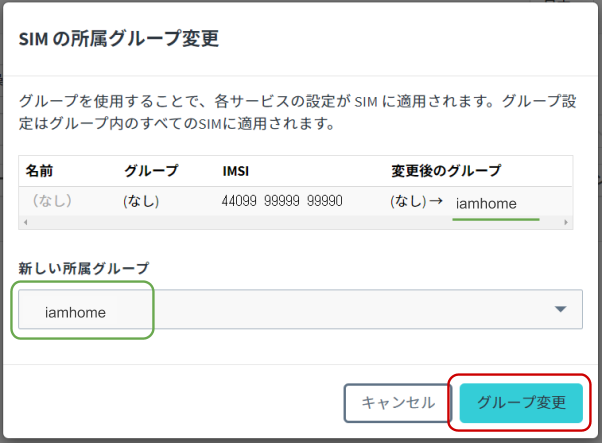 SIM の所属グループ変更
グループを使用することで、各サービスの設定が SIM に適用されます。グループ設
定はグループ内のすべてのSIMに適用されます。
名前 グループ IMSI 変更後のグループ
（なし） (なし) 44099 99999 99990 (なし) → iamhome
新しい所属グループ
iamhome
キャンセル グループ変更